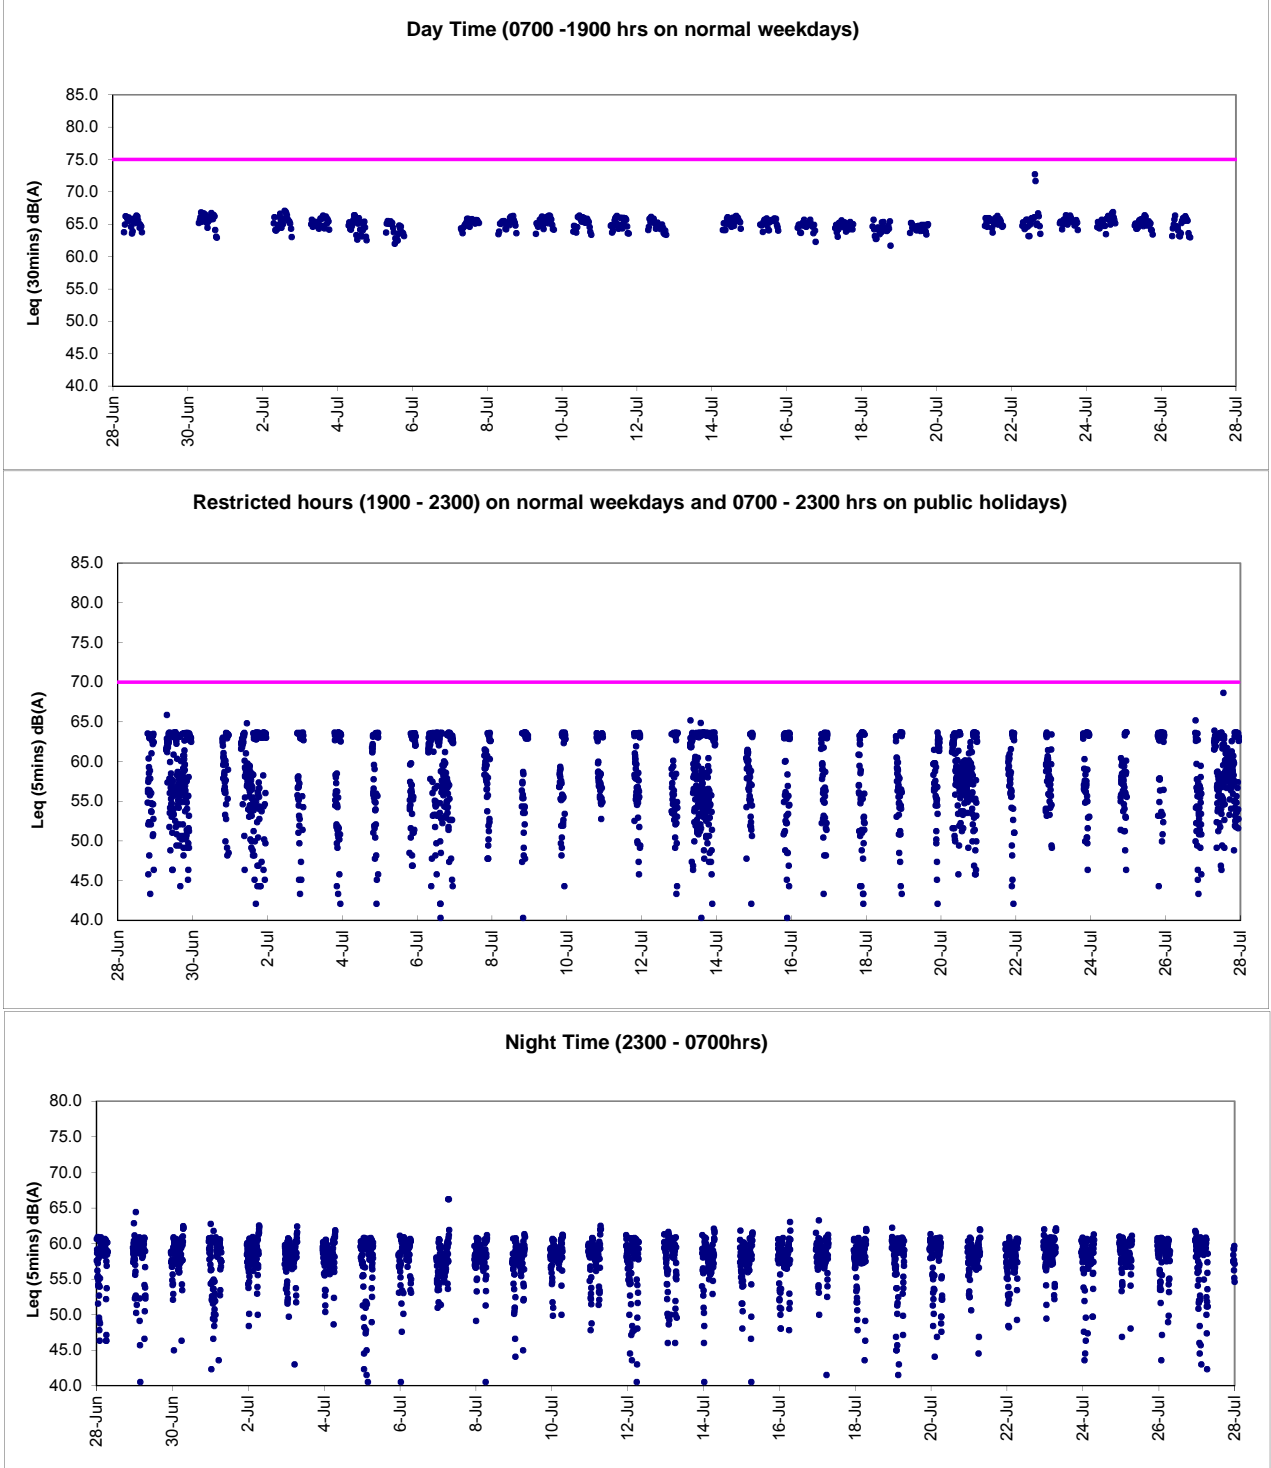 Day Time (0700 -1900 hrs on normal weekdays)
85.0
80.0
75.0
70.0
65.0
60.0
55.0
50.0
45.0
40.0
Leq (30mins) dB(A)
28-Jun
30-Jun
2-Jul
4-Jul
6-Jul
8-Jul
10-Jul
12-Jul
14-Jul
16-Jul
18-Jul
20-Jul
22-Jul
24-Jul
26-Jul
28-Jul
Restricted hours (1900 - 2300) on normal weekdays and 0700 - 2300 hrs on public holidays)
85.0
80.0
75.0
70.0
65.0
60.0
55.0
50.0
45.0
40.0
Leq (5mins) dB(A)
28-Jun
30-Jun
2-Jul
4-Jul
6-Jul
8-Jul
10-Jul
12-Jul
14-Jul
16-Jul
18-Jul
20-Jul
22-Jul
24-Jul
26-Jul
28-Jul
Night Time (2300 - 0700hrs)
80.0
75.0
70.0
65.0
60.0
55.0
50.0
45.0
40.0
Leq (5mins) dB(A)
28-Jun
30-Jun
2-Jul
4-Jul
6-Jul
8-Jul
10-Jul
12-Jul
14-Jul
16-Jul
18-Jul
20-Jul
22-Jul
24-Jul
26-Jul
28-Jul